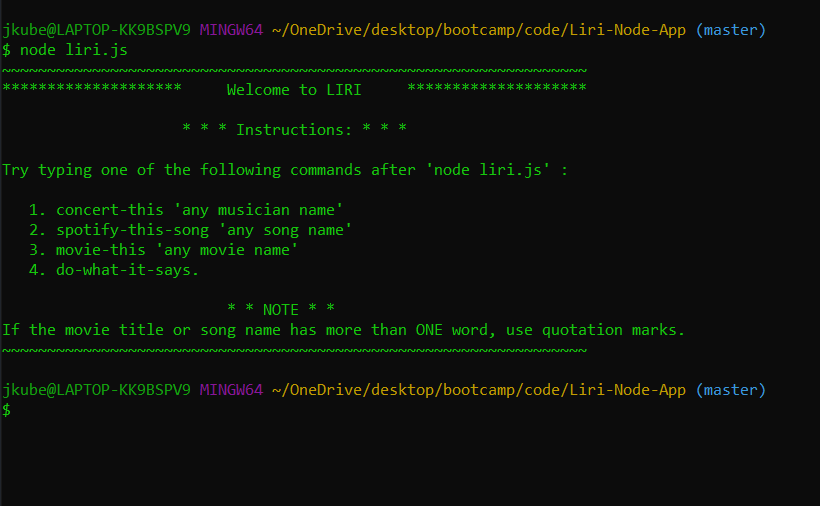 jkube@LAPTOP-KK9BSPV9 MINGW64 ~/OneDrive/desktop/bootcamp/code/Liri-Node-App (master)
$ node liri.js
~~~~~~~~~~~~~~~~~~~~~~~~~~~~~~~~~~~~~~~~~~~~~~~~~~~~~~~~~~~~~~~~~
********************     Welcome to LIRI     ********************
* * * Instructions: * * *
Try typing one of the following commands after 'node liri.js' :
1. concert-this 'any musician name'
2. spotify-this-song 'any song name'
3. movie-this 'any movie name'
4. do-what-it-says.
* * NOTE * *
If the movie title or song name has more than ONE word, use quotation marks.
~~~~~~~~~~~~~~~~~~~~~~~~~~~~~~~~~~~~~~~~~~~~~~~~~~~~~~~~~~~~~~~~~
jkube@LAPTOP-KK9BSPV9 MINGW64 ~/OneDrive/desktop/bootcamp/code/Liri-Node-App (master)
$